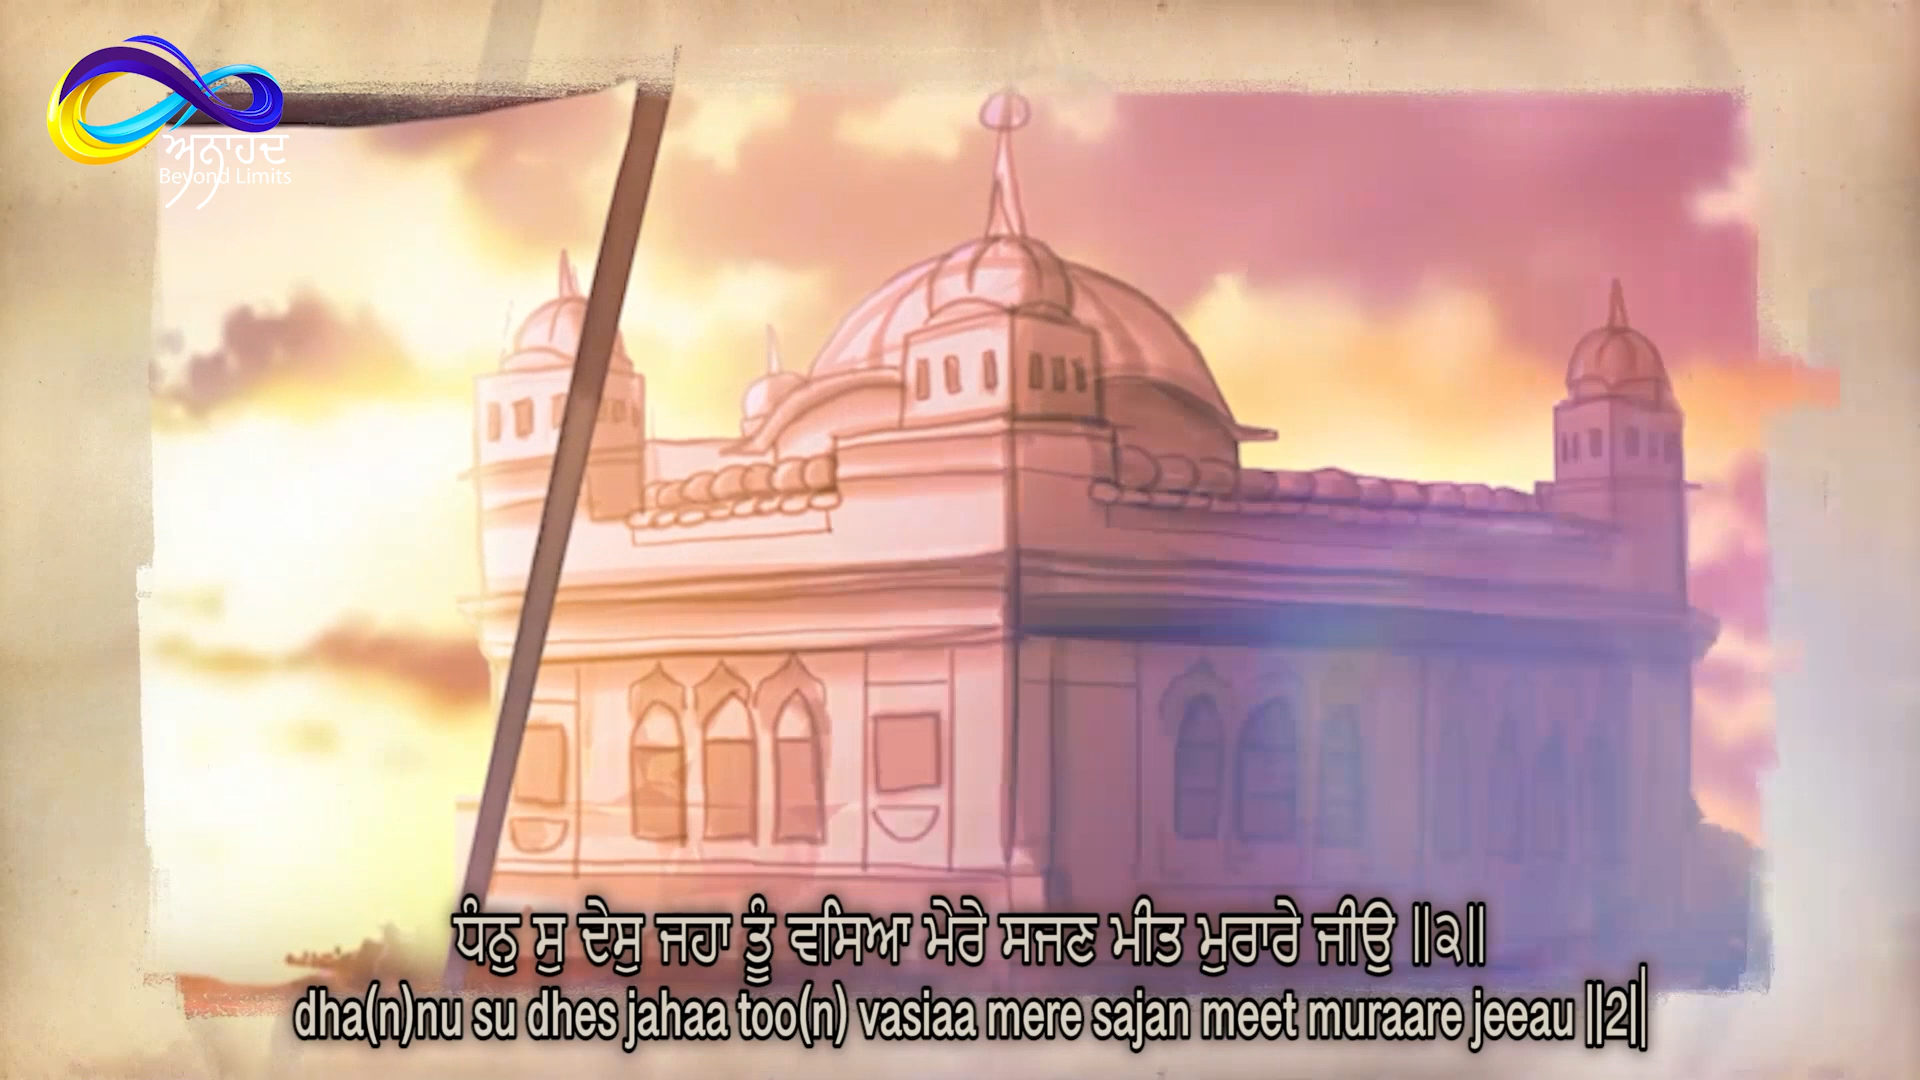 ਅਨਾਹਦ
Beyond Limits
ਧੰਨੁ ਸੁ ਦੇਸੁ ਜਹਾ ਤੂੰ ਵਸਿਆ ਮੇਰੇ ਸਜਣ ਮੀਤ ਮੁਰਾਰੇ ਜੀਉ ॥੨॥
dha(n)nu su dhes jahaa too(n) vasiaa mere sajan meet muraare jeeau ||2||